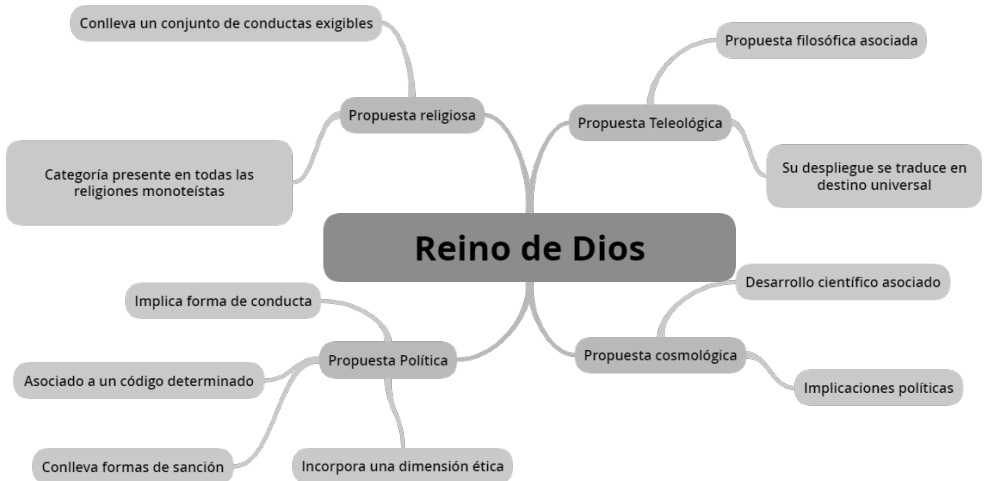 Conlleva un conjunto de conductas exigibles
Propuesta filosófica asociada
Propuesta religiosa
Propuesta Teleológica
Categoría presente en todas las
religiones monoteístas
Su despliegue se traduce en
destino universal
Reino de Dios
Implica forma de conducta
Desarrollo científico asociado
Propuesta Política
Propuesta cosmológica
Asociado a un código determinado
Implicaciones políticas
Conlleva formas de sanción
Incorpora una dimensión ética